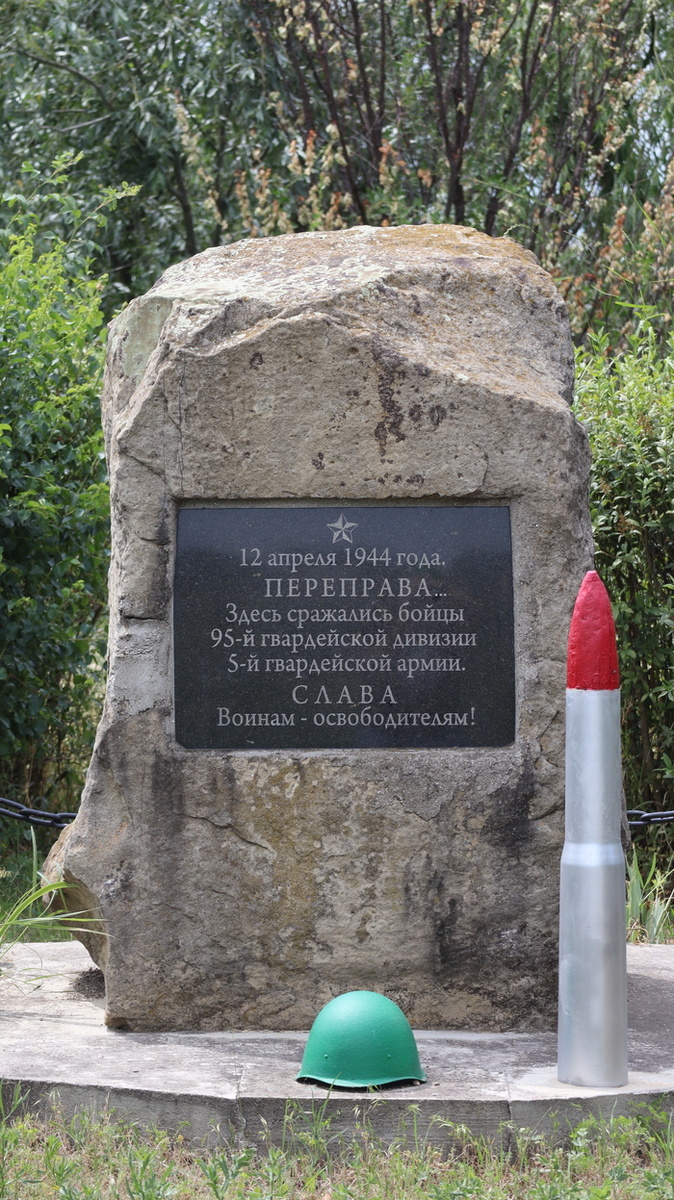 12 апреля 1944 года.
ПЕРЕПРАВА...
Здесь сражались бойцы
95-й гвардейской дивизии
5-й гвардейской армии.
СЛАВА
Воинам - освободителям!